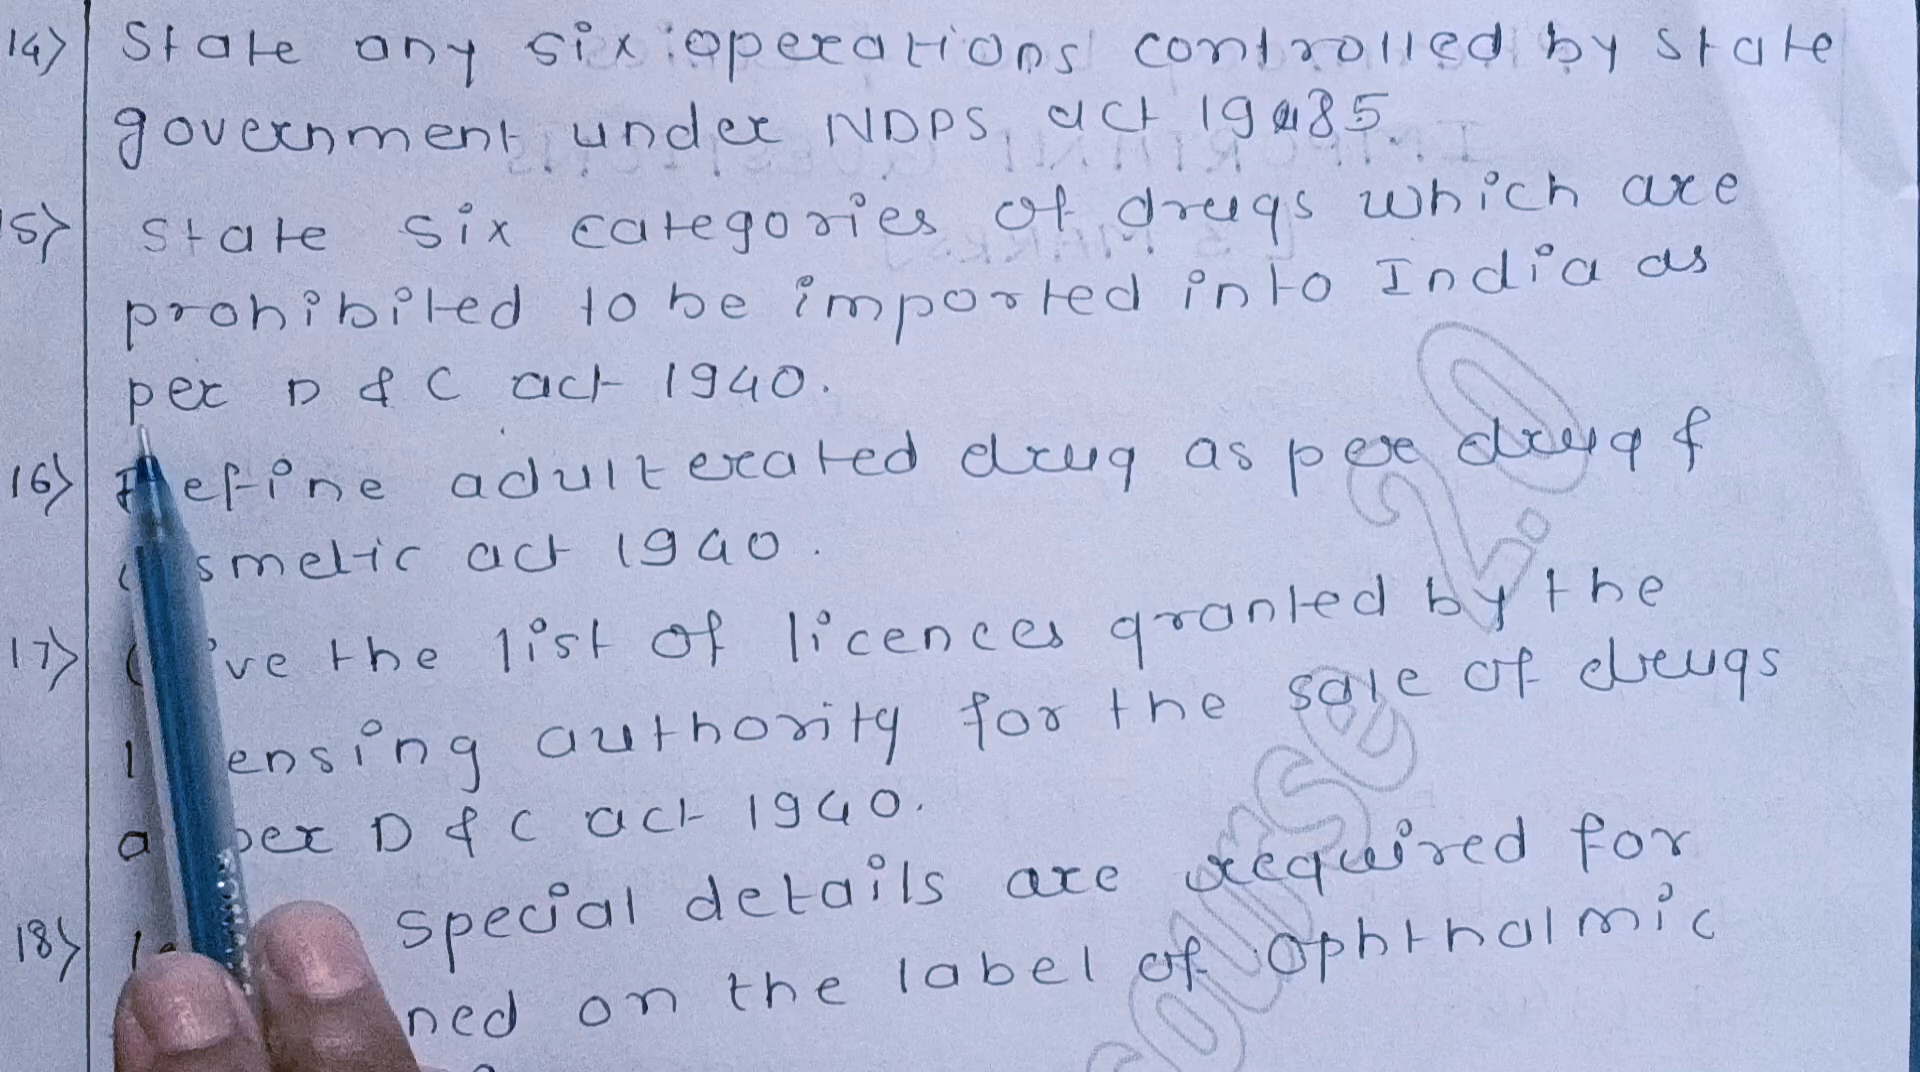 14) State any six operations controlled by state
government under NDPS act 1985.
15) state six categories of drugs which are
prohibited to be imported into India as
per D & C act 1940.
16) Define adulterated drug as per drug &
smetic act 1940.
17) ve the list of licences granted by the
ensing authority for the sale of drugs
a per D & C act 1940.
18) special details are required for
ned on the label of ophthalmic